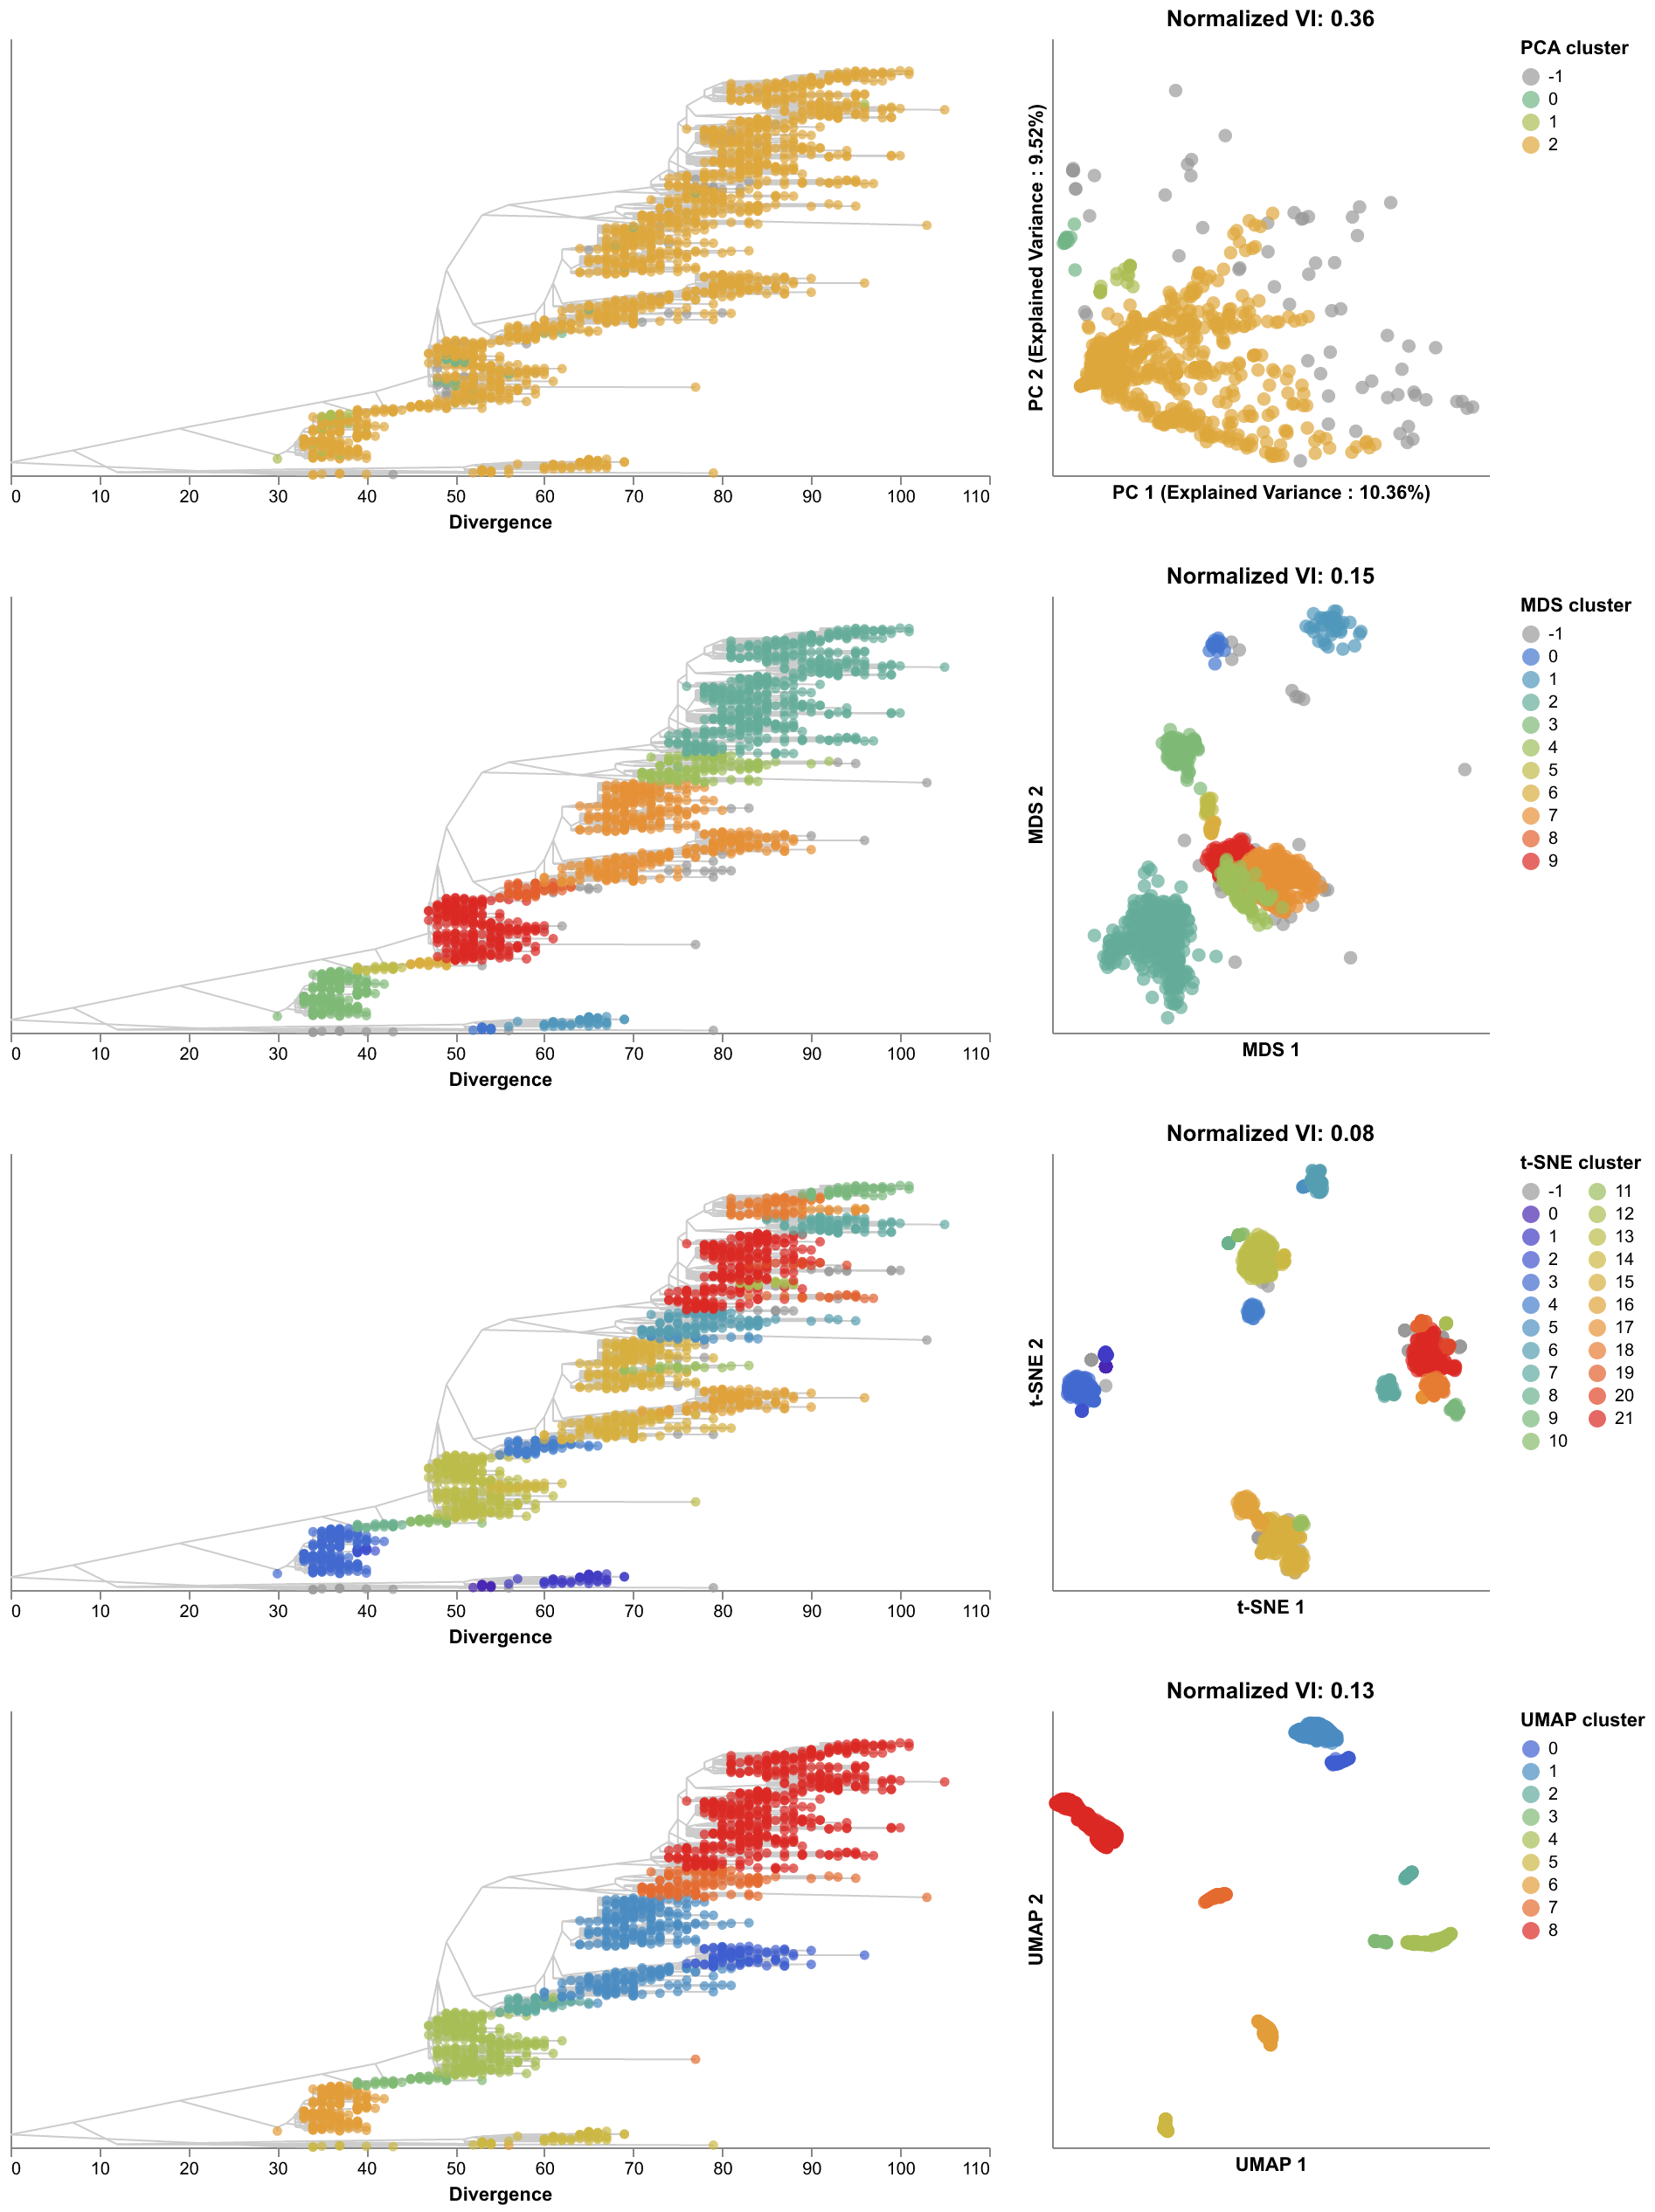 Normalized VI: 0.36
PCA cluster
-1
0
1
2
PC 2 (Explained Variance : 9.52%)
0 10 20 30 40 50 60 70 80 90 100 110
Divergence
PC 1 (Explained Variance : 10.36%)
Normalized VI: 0.15
MDS cluster
-1
0
1
2
3
4
5
6
7
8
9
MDS 2
0 10 20 30 40 50 60 70 80 90 100 110
Divergence
MDS 1
Normalized VI: 0.08
t-SNE cluster
-1 11
0 12
1 13
2 14
3 15
4 16
5 17
6 18
7 19
8 20
9 21
10
t-SNE 2
0 10 20 30 40 50 60 70 80 90 100 110
Divergence
t-SNE 1
Normalized VI: 0.13
UMAP cluster
0
1
2
3
4
5
6
7
8
UMAP 2
0 10 20 30 40 50 60 70 80 90 100 110
Divergence
UMAP 1